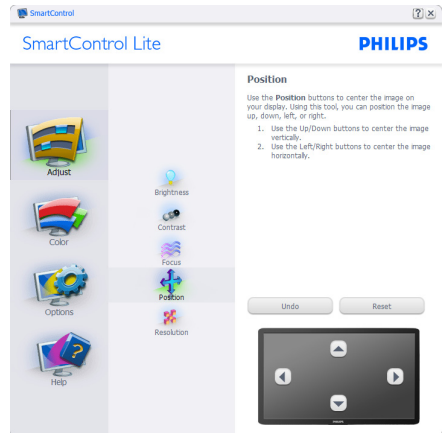 SmartControl
SmartControl Lite
PHILIPS
Adjust
Color
Options
Help
Brightness
Contrast
Focus
Position
Resolution
Position
Use the Position buttons to center the image on
your display. Using this tool, you can position the image
up, down, left, or right.
1. Use the Up/Down buttons to center the image
vertically.
2. Use the Left/Right buttons to center the image
horizontally.
Undo
Reset
PHILIPS